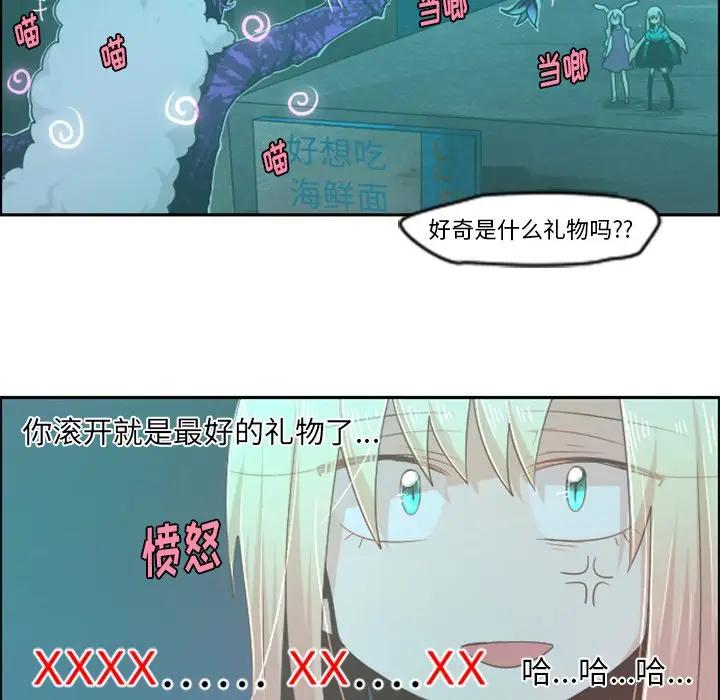 喵
当啷
喵
当啷
喵
好想吃
海鲜面
好奇是什么礼物吗??
你滚开就是最好的礼物了...
愤怒
XXXX...... XX....XX
哈...哈...哈...